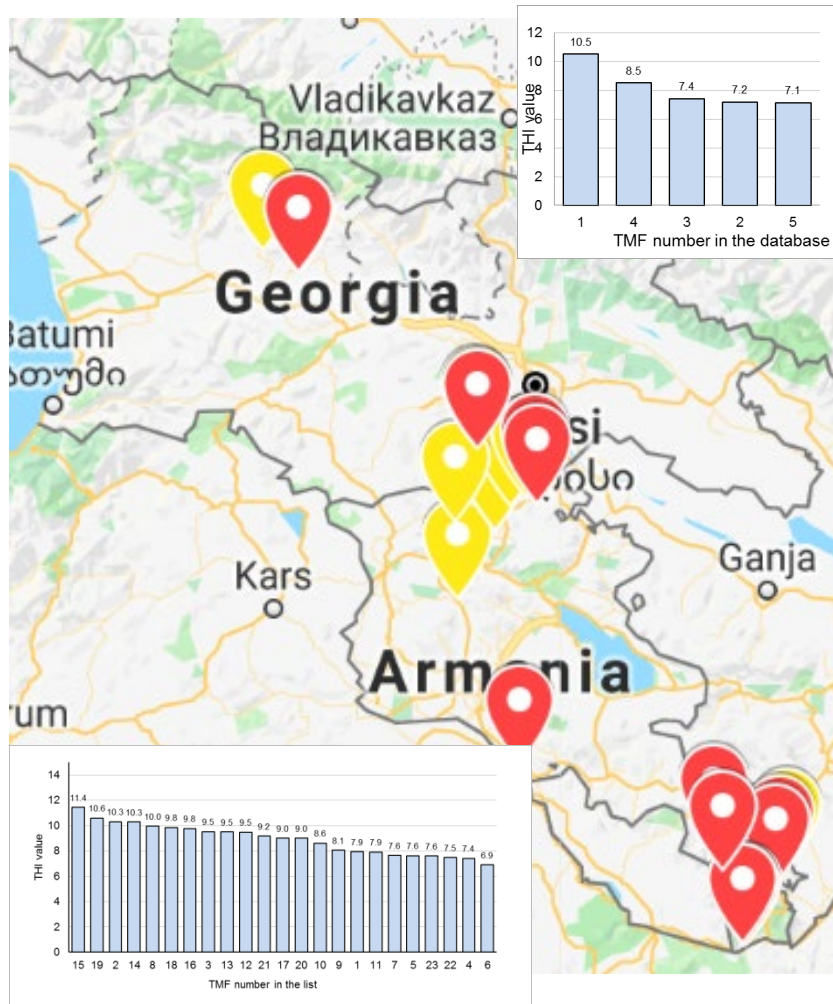 12
10
8
6
4
2
0
THI value
10.5
8.5
7.4
7.2
7.1
1 4 3 2 5
TMF number in the database
Vladikavkaz
Владикавказ
Georgia
Batumi
თუმი
si
ისი
Ganja
Kars
Armenia
rum
14
12
10
8
6
4
2
0
THI value
11.4 10.6 10.3 10.3 10.0 9.8 9.8 9.5 9.5 9.5 9.2 9.0 9.0 8.6 8.1 7.9 7.9 7.6 7.6 7.6 7.5 7.4 6.9
15 19 2 14 8 18 16 3 13 12 21 17 20 10 9 1 11 7 5 23 22 4 6
TMF number in the list